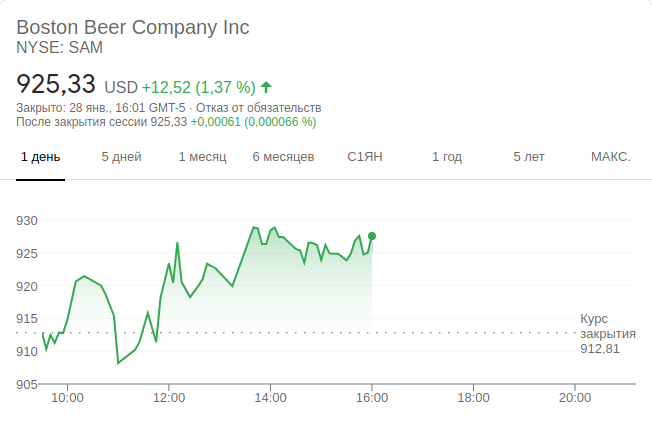 Boston Beer Company Inc
NYSE: SAM
925,33 USD +12,52 (1,37 %)
Закрыто: 28 янв., 16:01 GMT-5 · Отказ от обязательств
После закрытия сессии 925,33 +0,00061 (0,000066 %)
1 день 5 дней 1 месяц 6 месяцев С1ЯН 1 год 5 лет МАКС.
930
925
920
915
910
905
Курс
закрытия
912,81
10:00 12:00 14:00 16:00 18:00 20:00